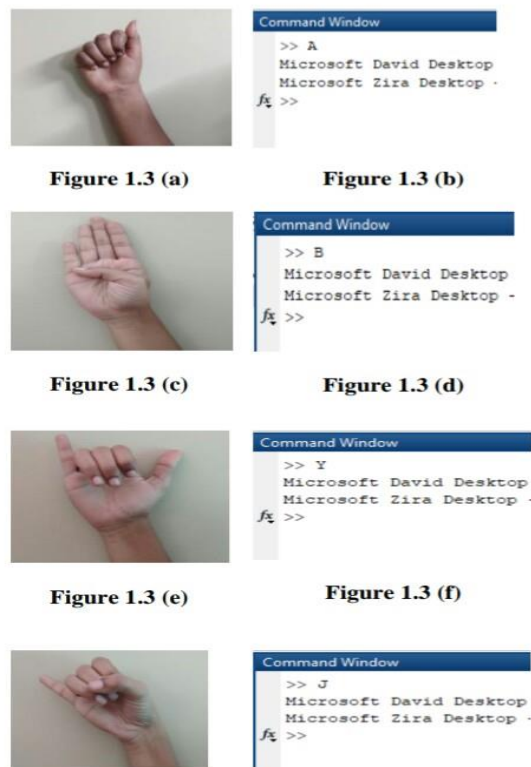 Command Window
>> A
Microsoft David Desktop
Microsoft Zira Desktop -
fx >>
Figure 1.3 (a)
Figure 1.3 (b)
Command Window
>> B
Microsoft David Desktop
Microsoft Zira Desktop -
fx >>
Figure 1.3 (c)
Figure 1.3 (d)
Command Window
>> Y
Microsoft David Desktop
Microsoft Zira Desktop -
fx >>
Figure 1.3 (e)
Figure 1.3 (f)
Command Window
>> J
Microsoft David Desktop
Microsoft Zira Desktop -
fx >>